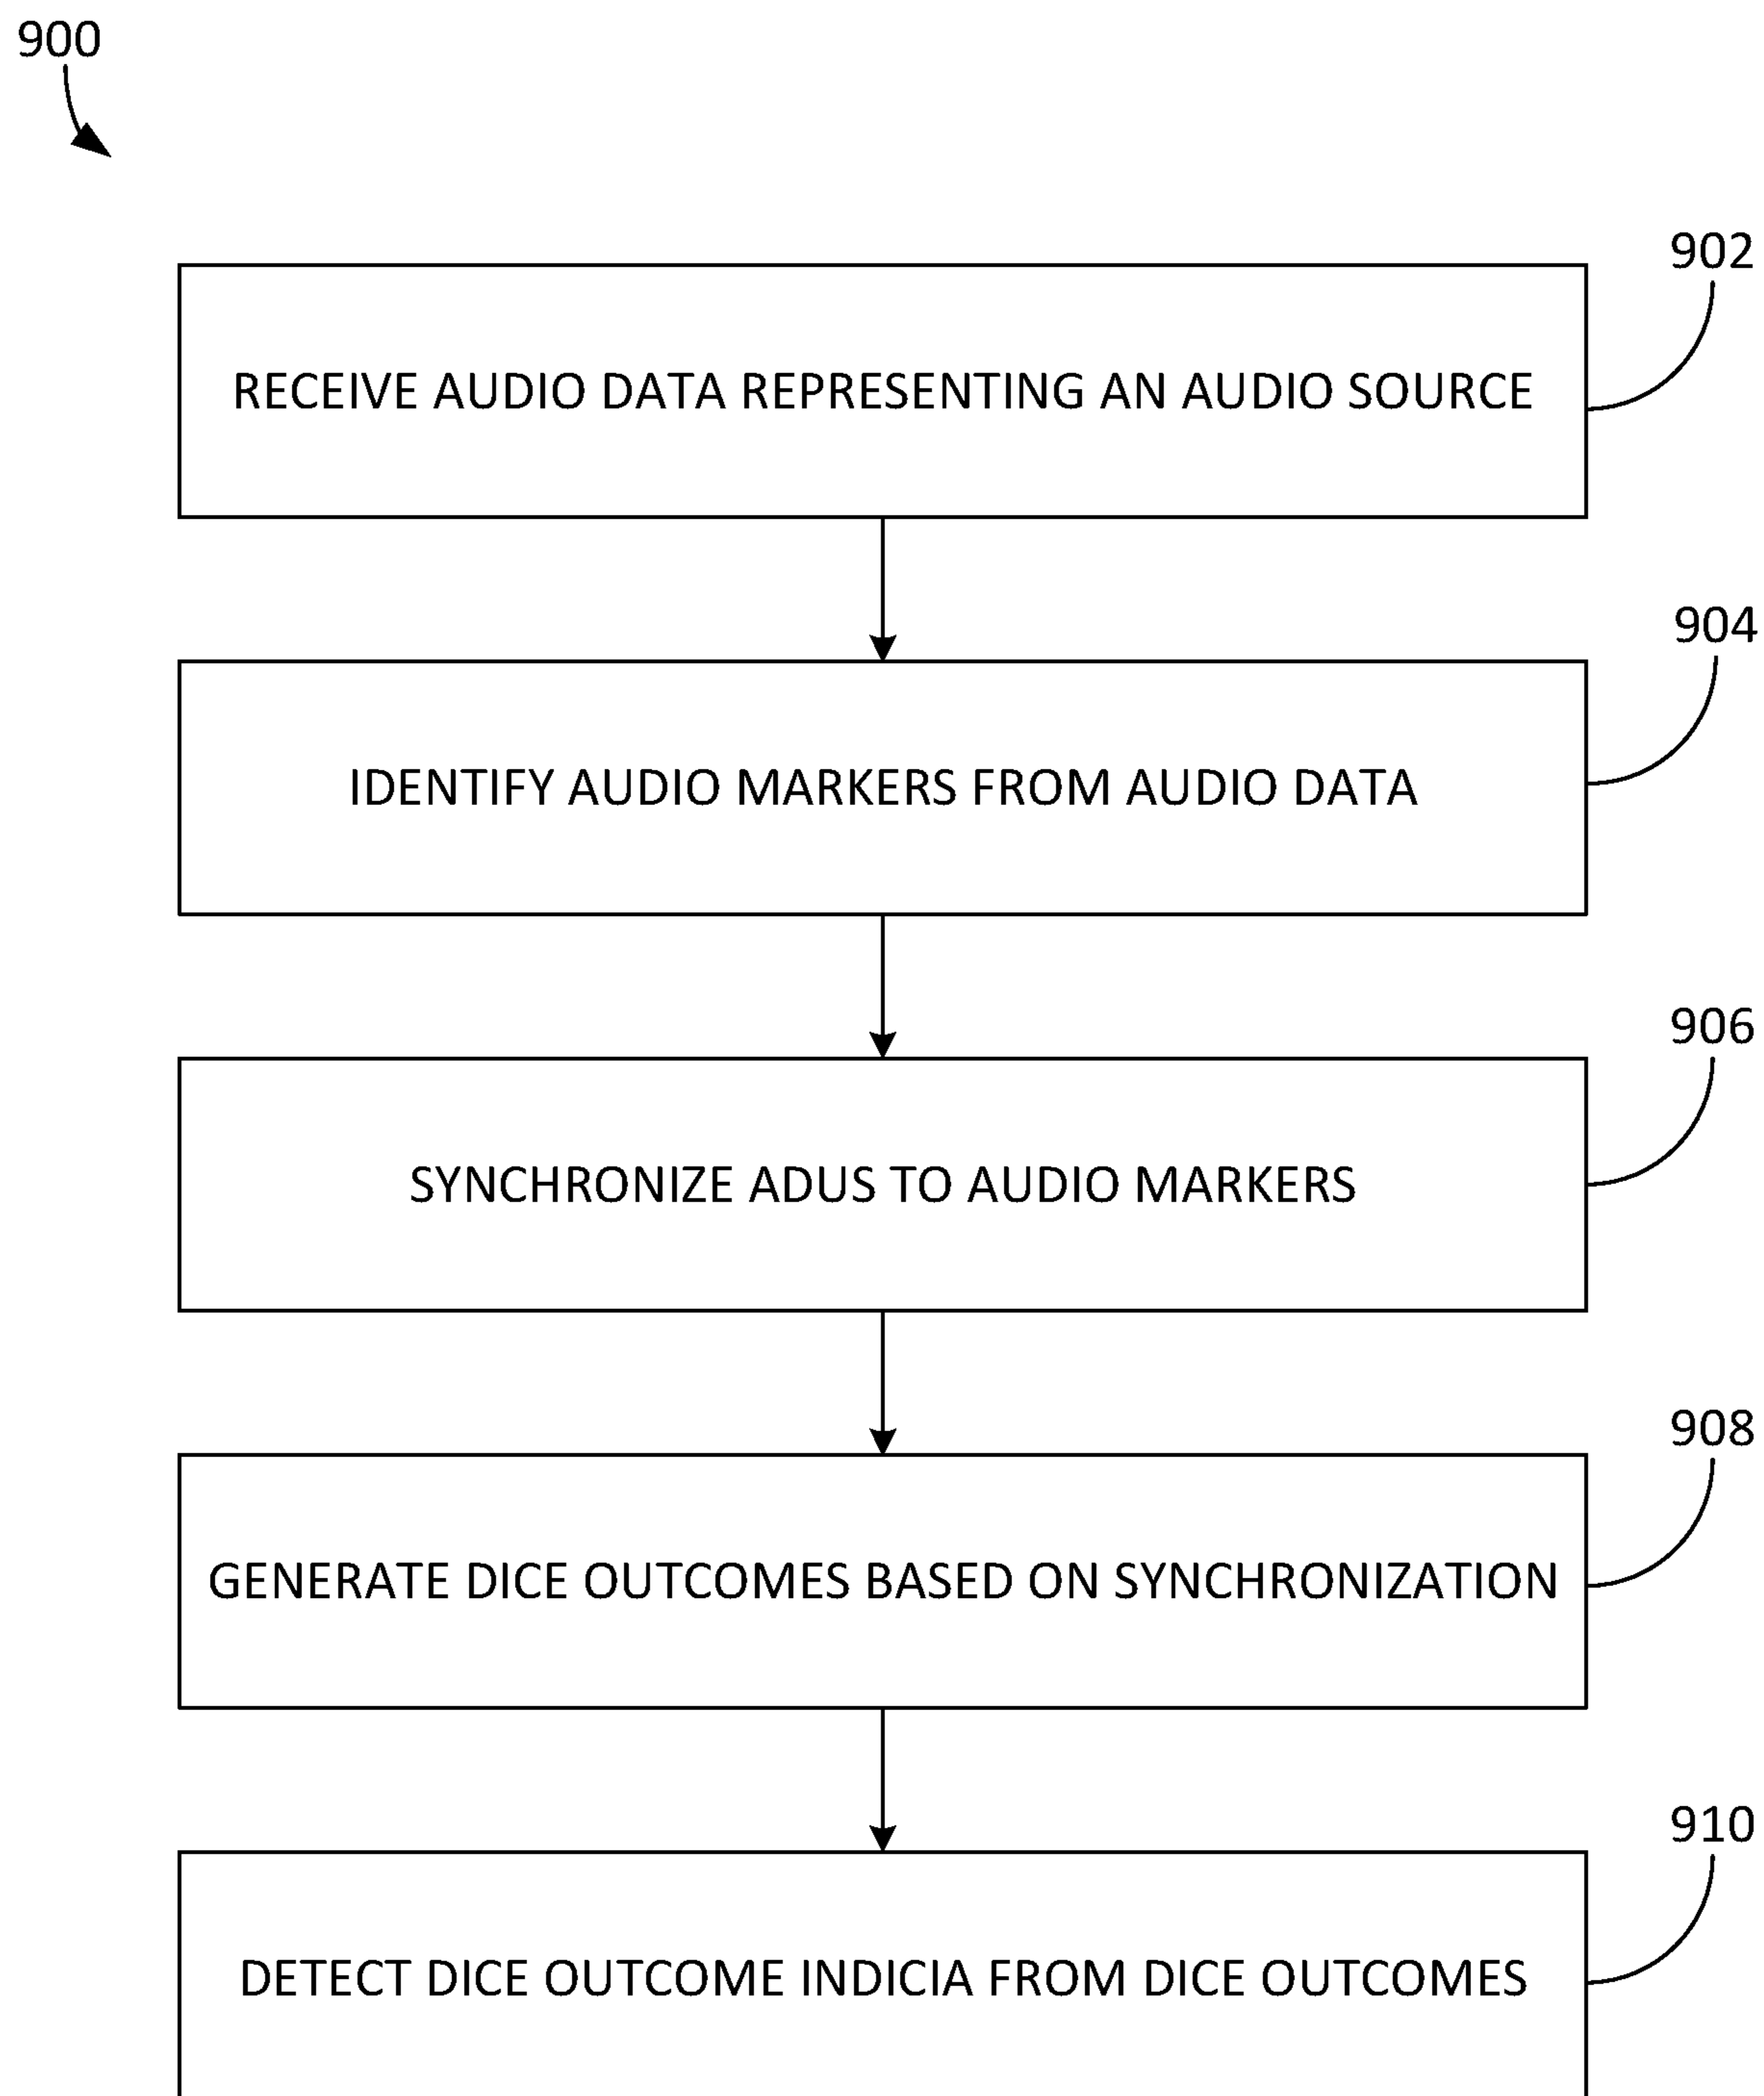 900
902
RECEIVE AUDIO DATA REPRESENTING AN AUDIO SOURCE
904
IDENTIFY AUDIO MARKERS FROM AUDIO DATA
906
SYNCHRONIZE ADUS TO AUDIO MARKERS
908
GENERATE DICE OUTCOMES BASED ON SYNCHRONIZATION
910
DETECT DICE OUTCOME INDICIA FROM DICE OUTCOMES